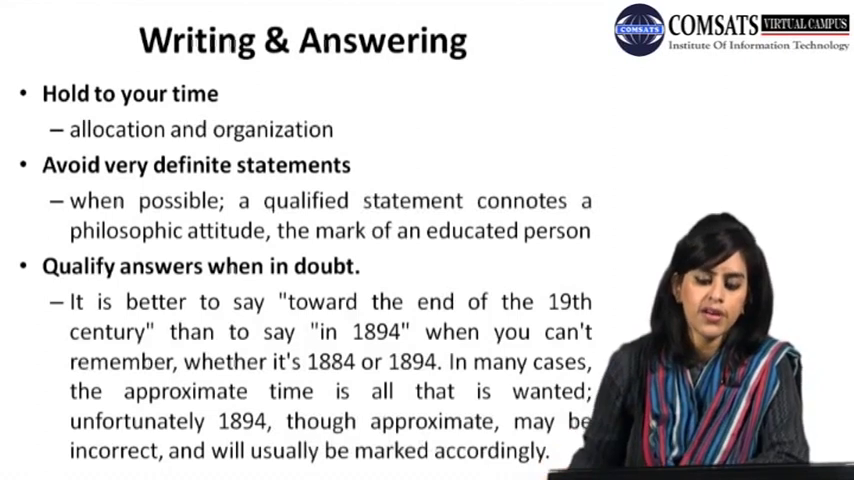 Writing & Answering
COMSATS VIRTUAL CAMPUS
Institute Of Information Technology
COMSATS
• Hold to your time
– allocation and organization
• Avoid very definite statements
– when possible; a qualified statement connotes a
philosophic attitude, the mark of an educated person
• Qualify answers when in doubt.
– It is better to say "toward the end of the 19th
century" than to say "in 1894" when you can't
remember, whether it's 1884 or 1894. In many cases,
the approximate time is all that is wanted;
unfortunately 1894, though approximate, may be
incorrect, and will usually be marked accordingly.